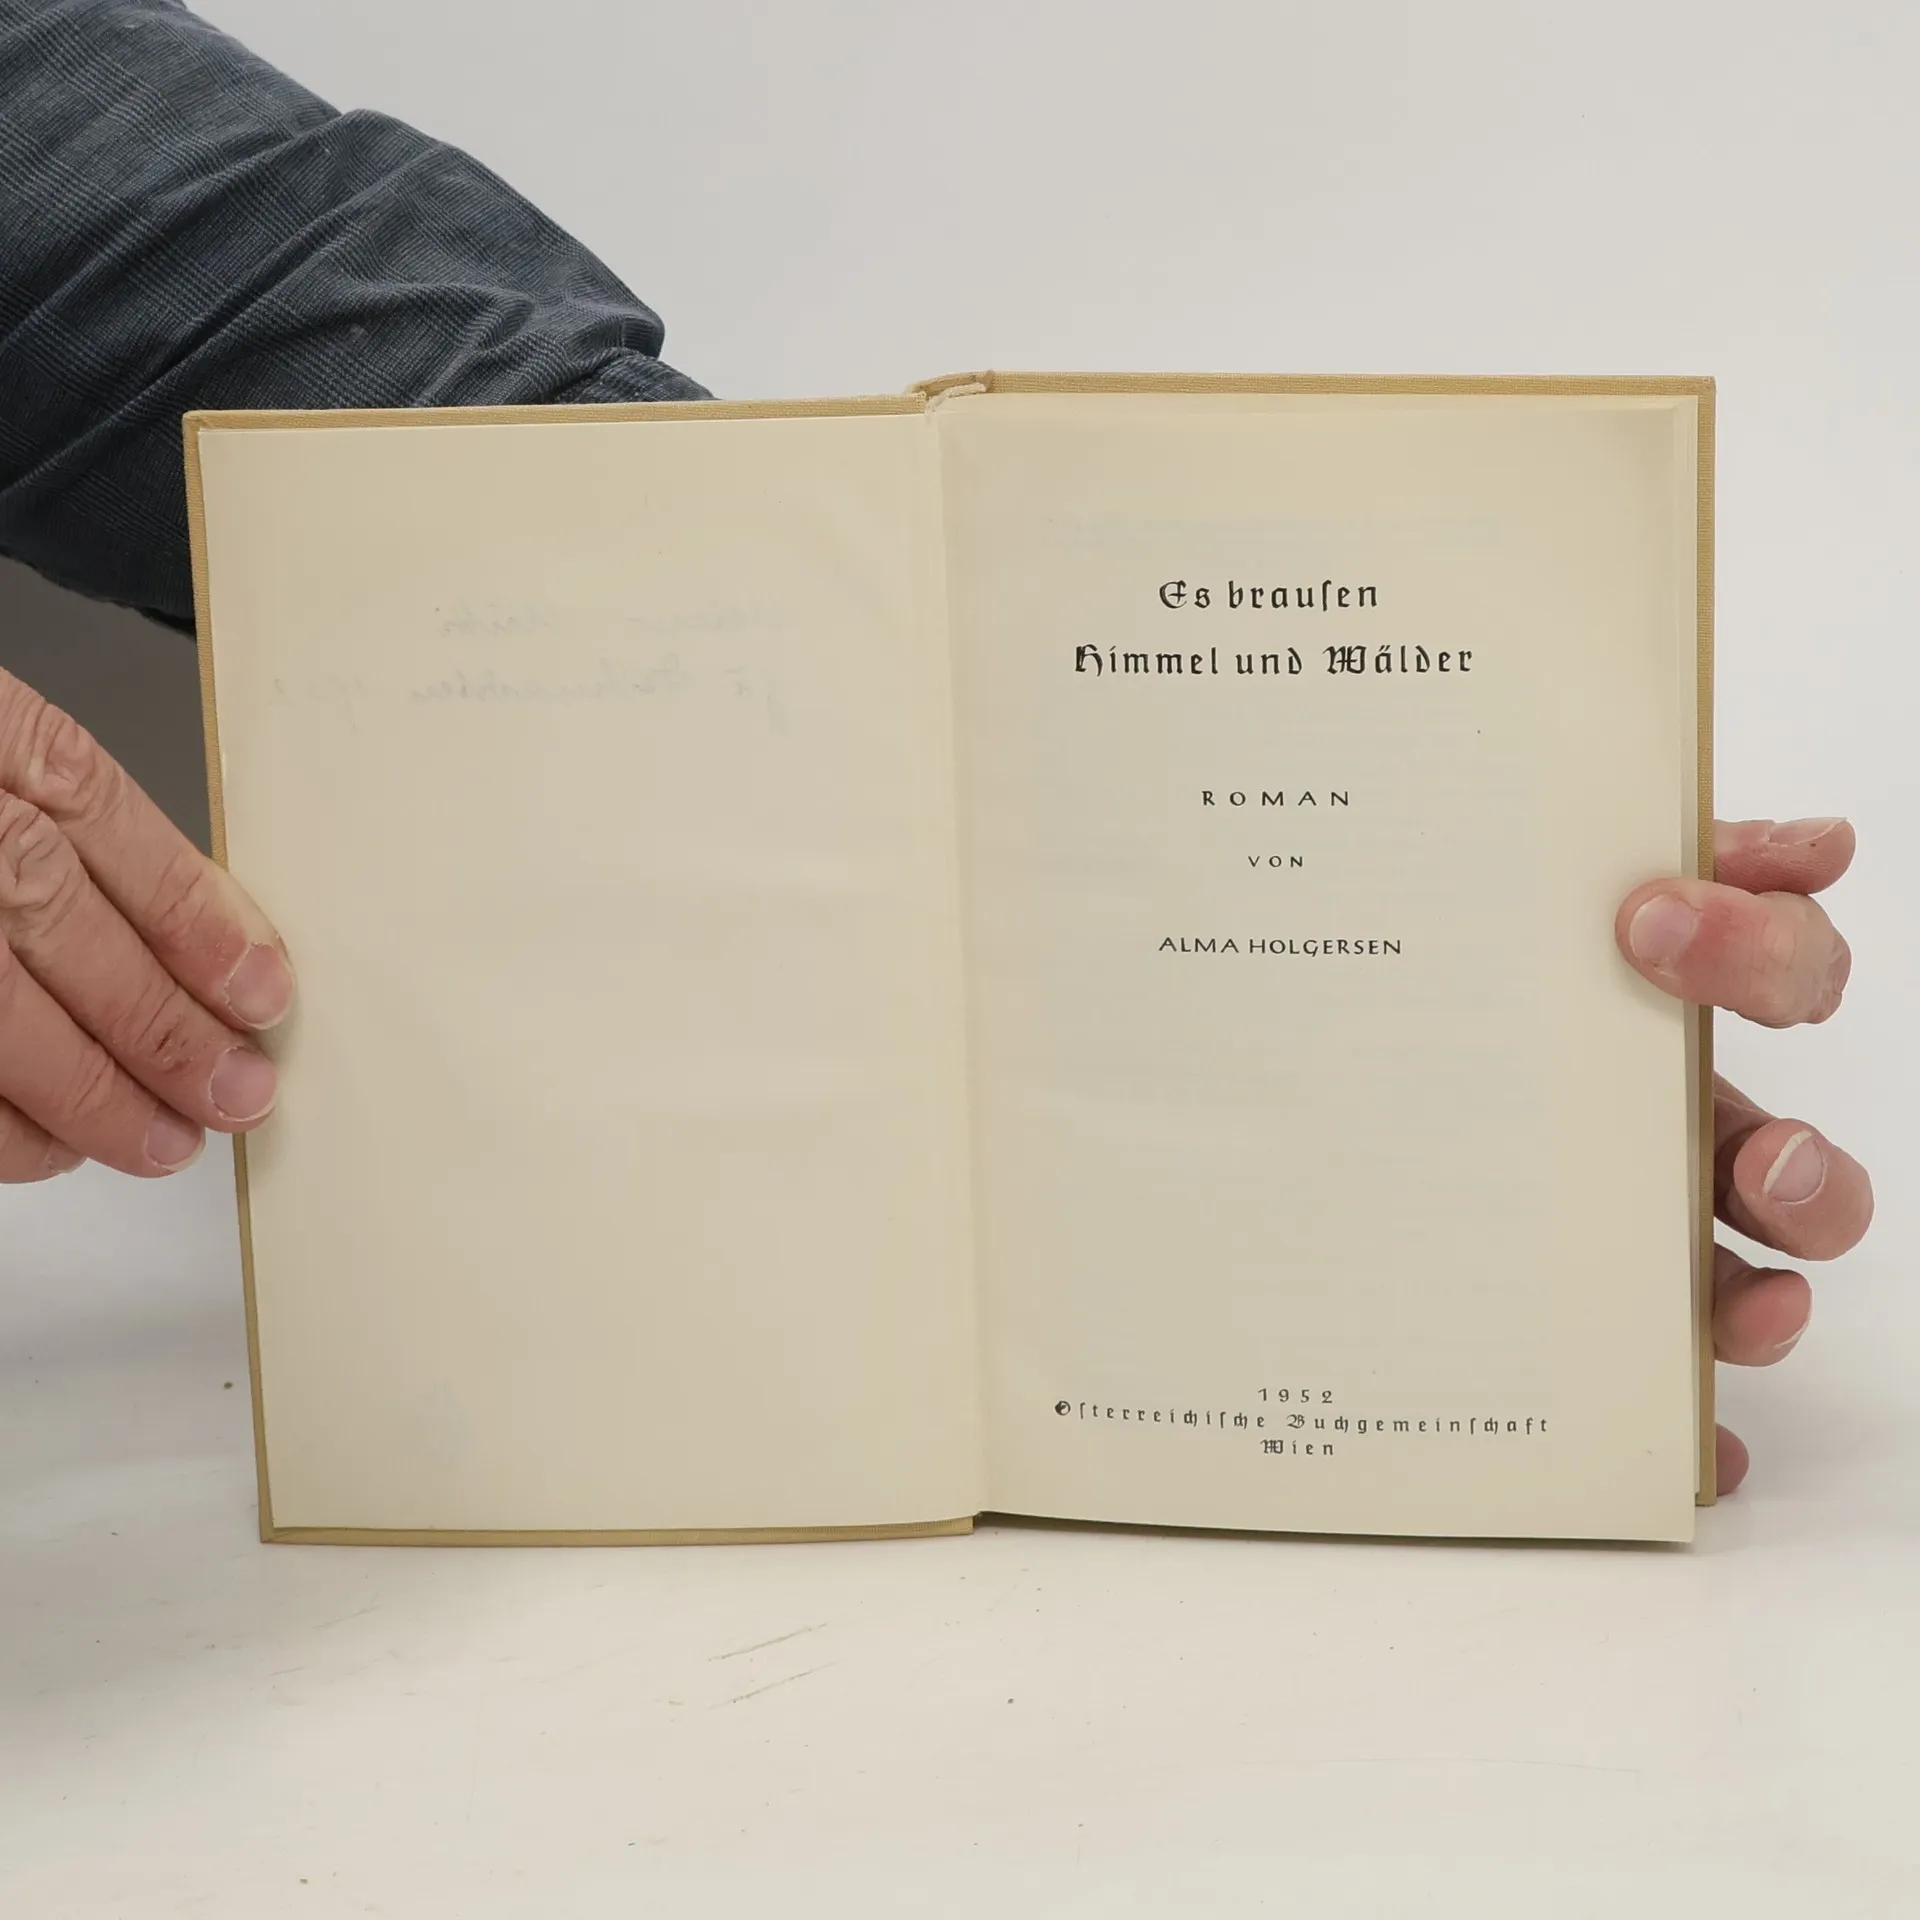 Es brauſen
Himmel und Wälder
ROMAN
VON
ALMA HOLGERSEN
1952
Öſterreichiſche Buchgemeinſchaft
Wien